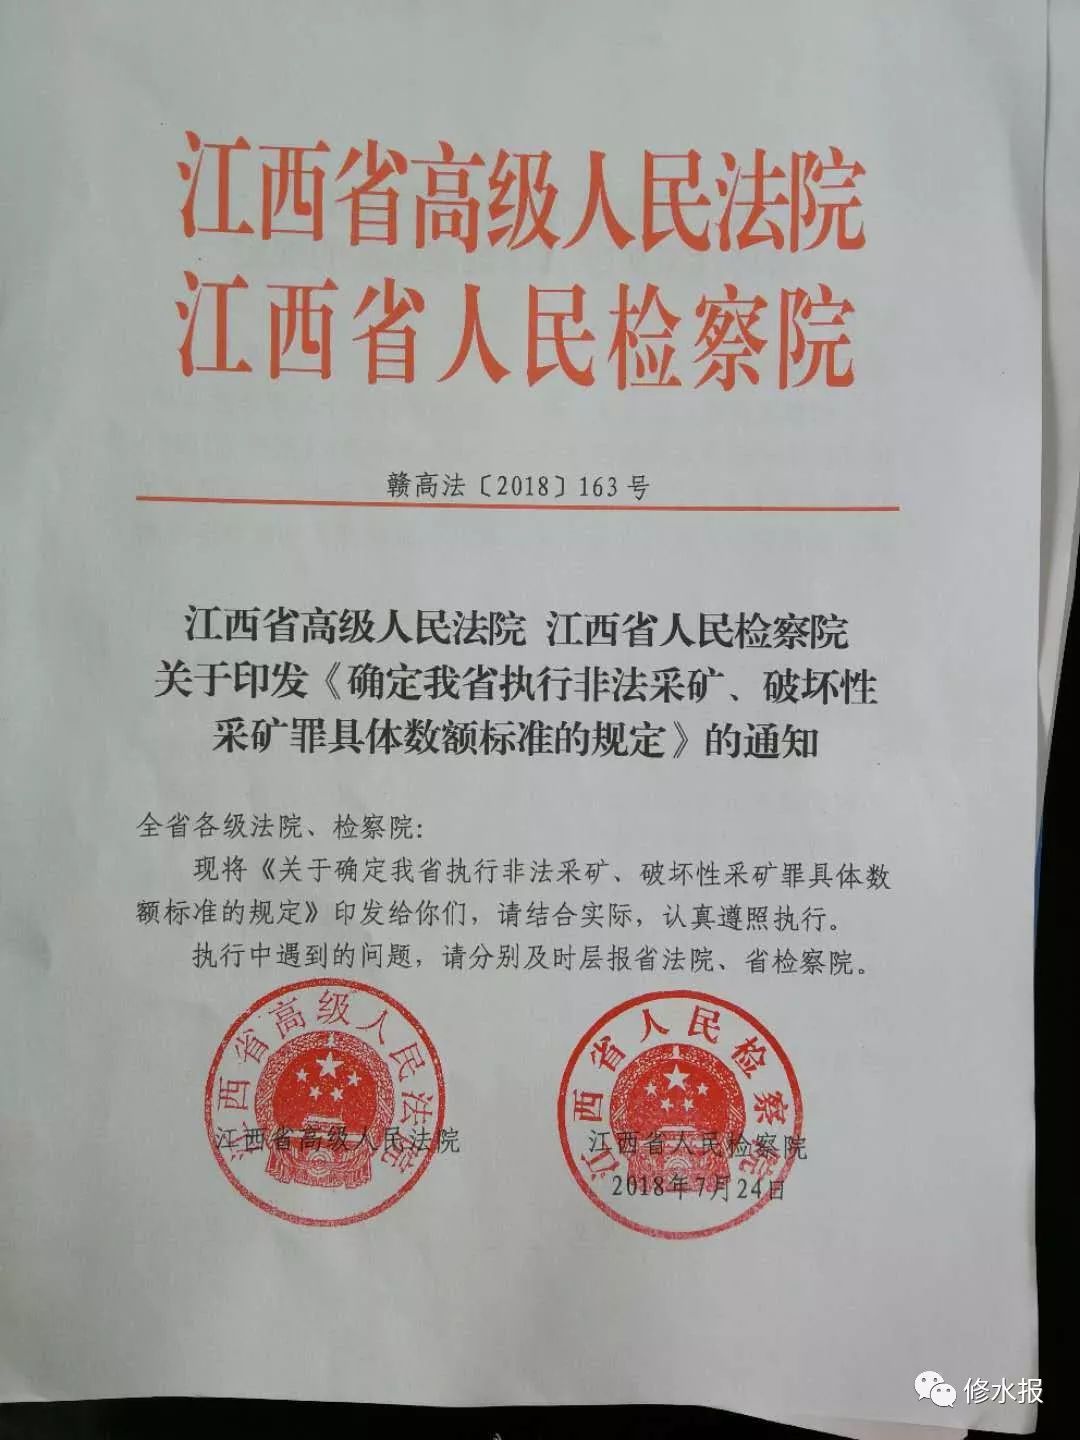 江西省高级人民法院
江西省人民检察院
赣高法〔2018〕163号
江西省高级人民法院 江西省人民检察院
关于印发《确定我省执行非法采矿、破坏性
采矿罪具体数额标准的规定》的通知
全省各级法院、检察院：
现将《关于确定我省执行非法采矿、破坏性采矿罪具体数
额标准的规定》印发给你们，请结合实际，认真遵照执行。
执行中遇到的问题，请分别及时层报省法院、省检察院。
江西省高级人民法院
江西省人民检察院
江西省高级人民法院
江西省人民检察院
2018年7月24日
修水报